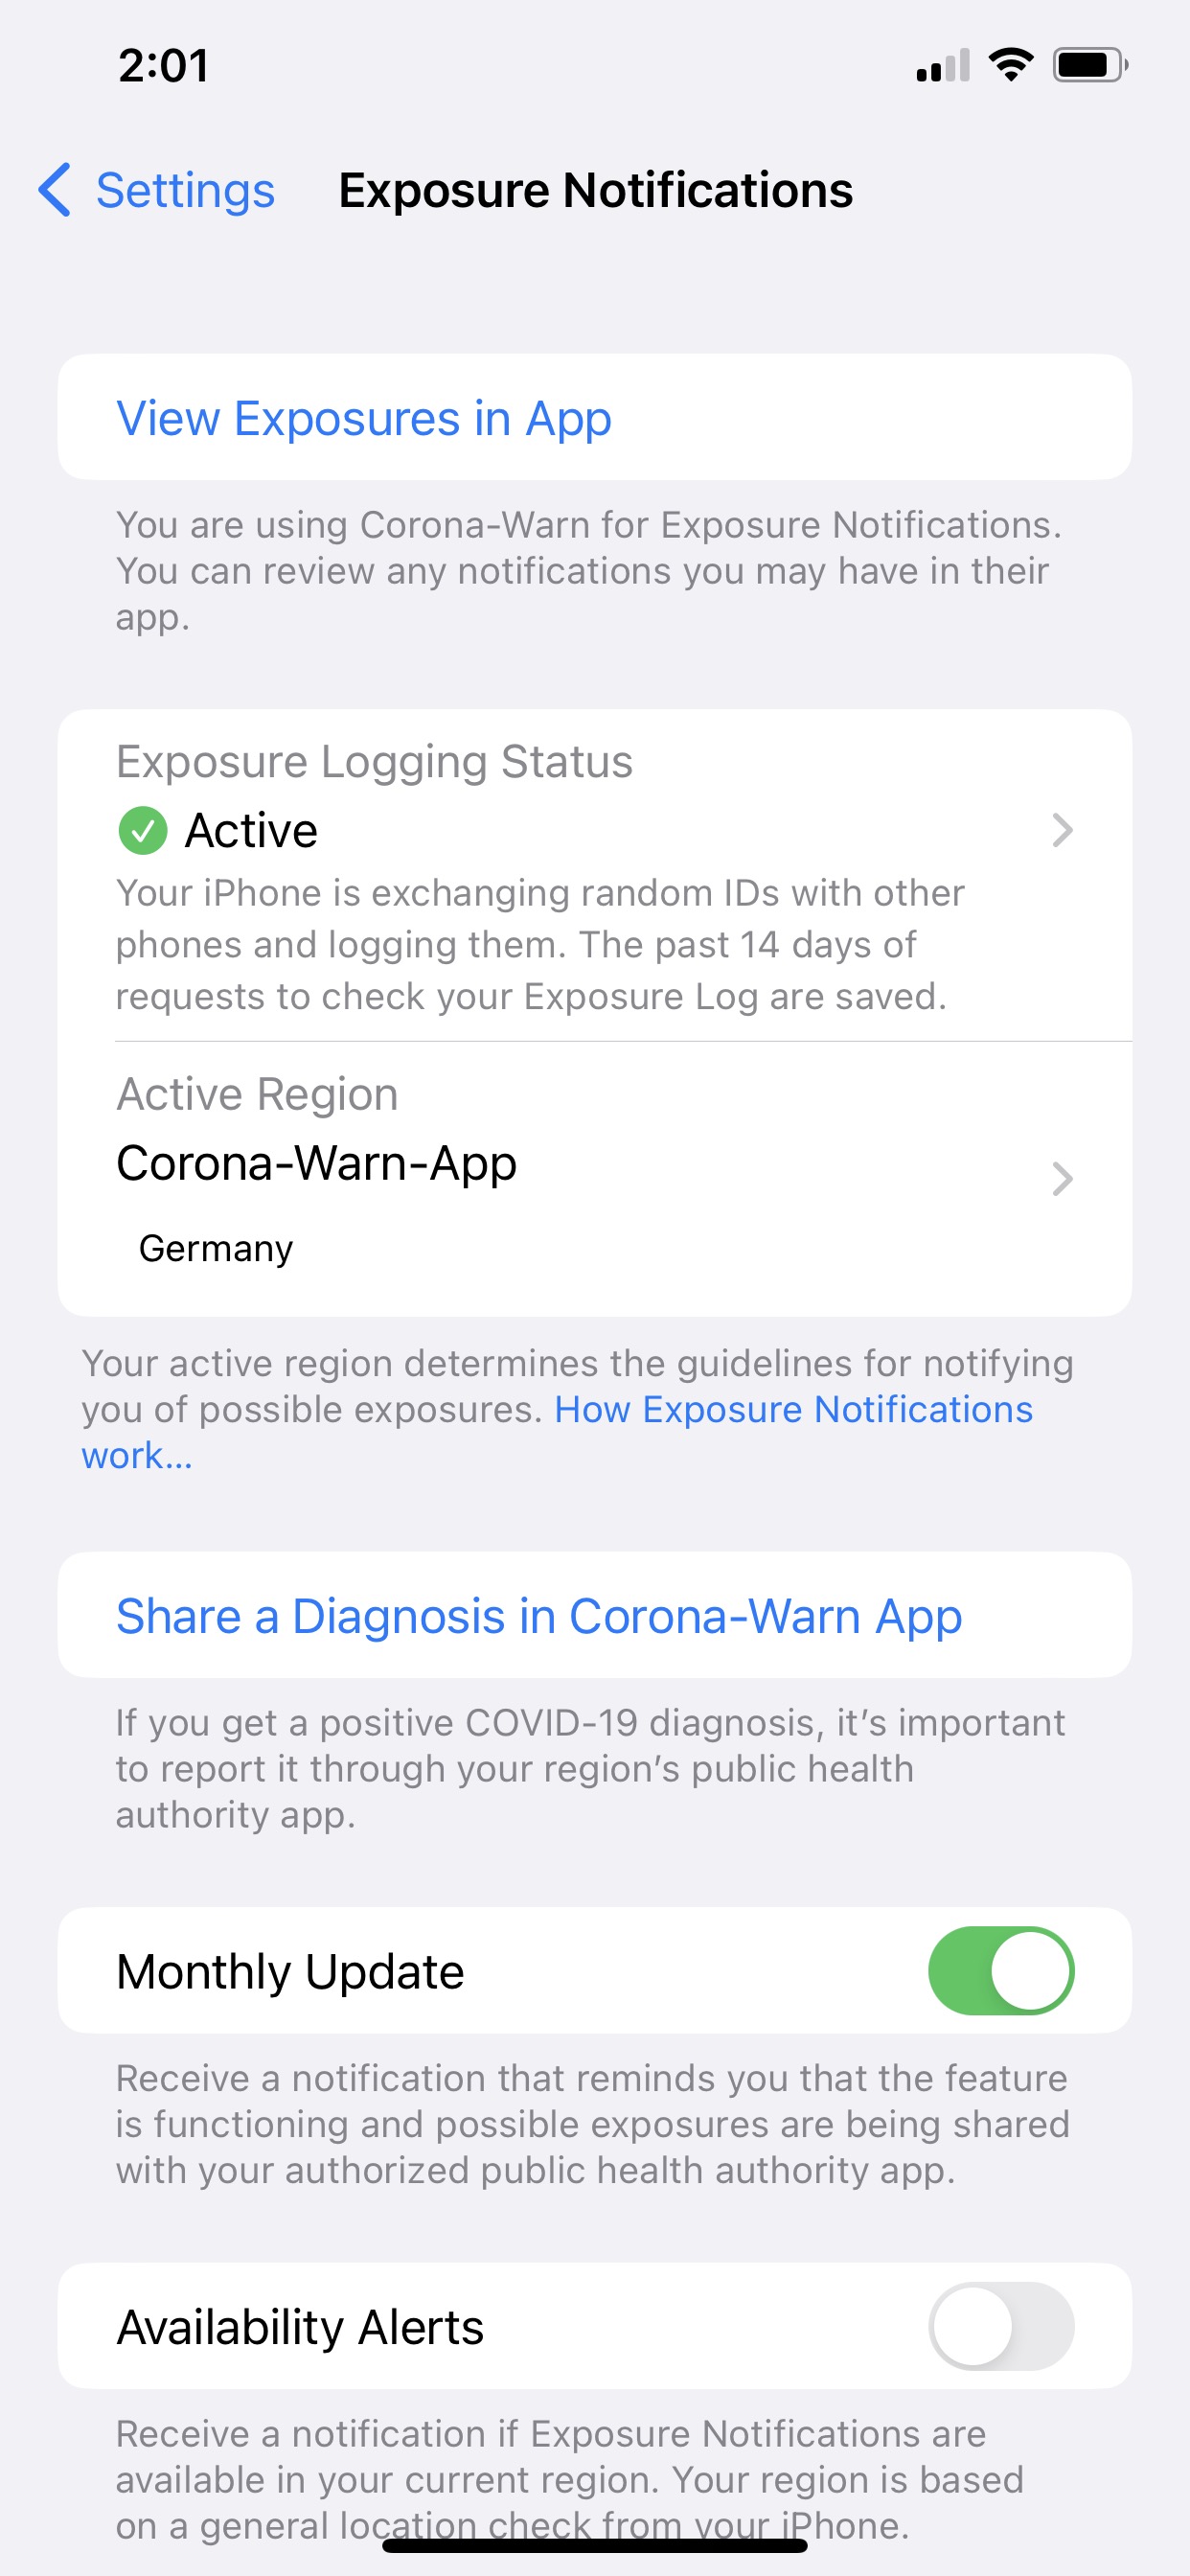 2:01
Settings
Exposure Notifications
View Exposures in App
You are using Corona-Warn for Exposure Notifications.
You can review any notifications you may have in their
app.
Exposure Logging Status
Active
Your iPhone is exchanging random IDs with other
phones and logging them. The past 14 days of
requests to check your Exposure Log are saved.
Active Region
Corona-Warn-App
Germany
Your active region determines the guidelines for notifying
you of possible exposures. How Exposure Notifications
work...
Share a Diagnosis in Corona-Warn App
If you get a positive COVID-19 diagnosis, it’s important
to report it through your region’s public health
authority app.
Monthly Update
Receive a notification that reminds you that the feature
is functioning and possible exposures are being shared
with your authorized public health authority app.
Availability Alerts
Receive a notification if Exposure Notifications are
available in your current region. Your region is based
on a general location check from your iPhone.